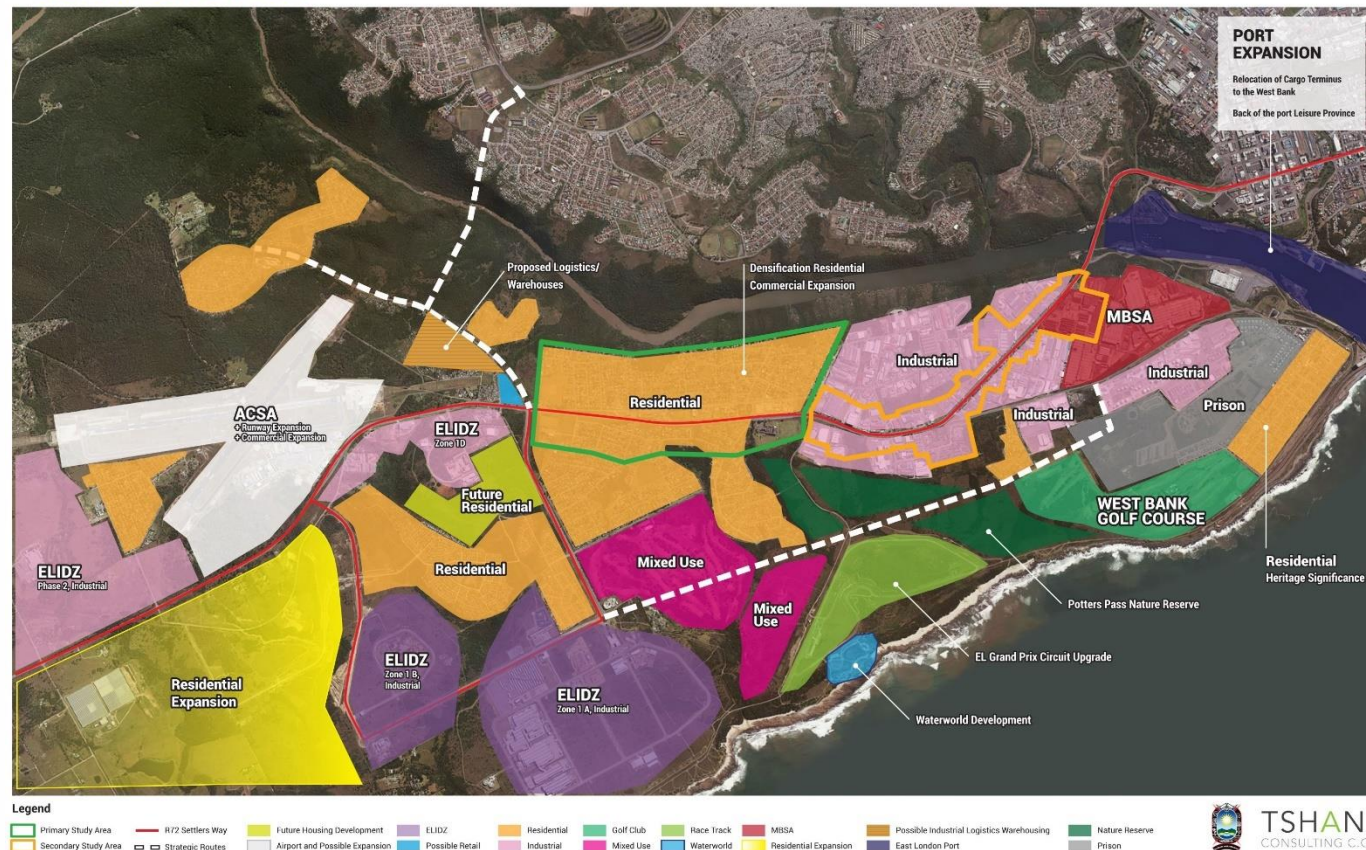 PORT
EXPANSION
Relocation of Cargo Terminus
to the West Bank
Back of the port Leisure Province
Proposed Logistics/
Warehouses
Densification Residential
Commercial Expansion
MBSA
Industrial
Industrial
Industrial
Prison
Residential
ACSA
+ Runway Expansion
+ Commercial Expansion
ELIDZ
Zone 1D
Future
Residential
WEST BANK
GOLF COURSE
Residential
Heritage Significance
ELIDZ
Phase 2, Industrial
Residential
Mixed Use
Mixed
Use
Potters Pass Nature Reserve
EL Grand Prix Circuit Upgrade
ELIDZ
Zone 1 B,
Industrial
Residential
Expansion
ELIDZ
Zone 1 A, Industrial
Waterworld Development
Legend
Primary Study Area
R72 Settlers Way
Future Housing Development
ELIDZ
Residential
Golf Club
Race Track
MBSA
Possible Industrial Logistics Warehousing
Nature Reserve
Secondary Study Area
Strategic Routes
Airport and Possible Expansion
Possible Retail
Industrial
Mixed Use
Waterworld
Residential Expansion
East London Port
Prison
TSHAN
CONSULTING C.C